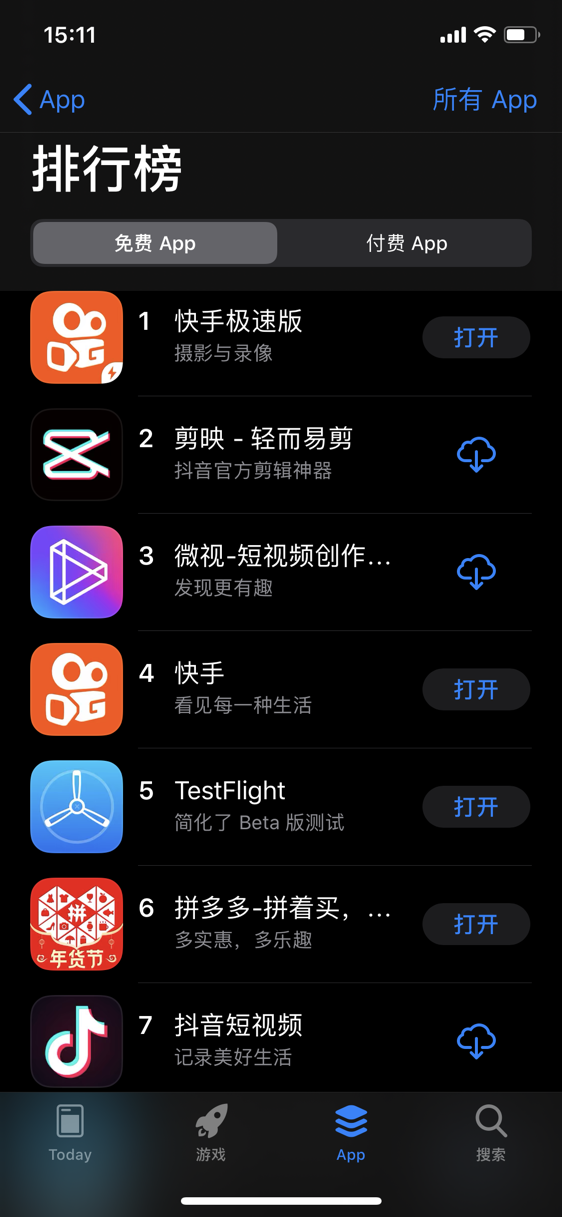 15:11
App
所有 App
排行榜
免费 App
付费 App
1
快手极速版
摄影与录像
打开
2
剪映 - 轻而易剪
抖音官方剪辑神器
3
微视-短视频创作...
发现更有趣
4
快手
看见每一种生活
打开
5
TestFlight
简化了 Beta 版测试
打开
拼
年货节
6
拼多多-拼着买，...
多实惠，多乐趣
打开
7
抖音短视频
记录美好生活
Today
游戏
App
搜索